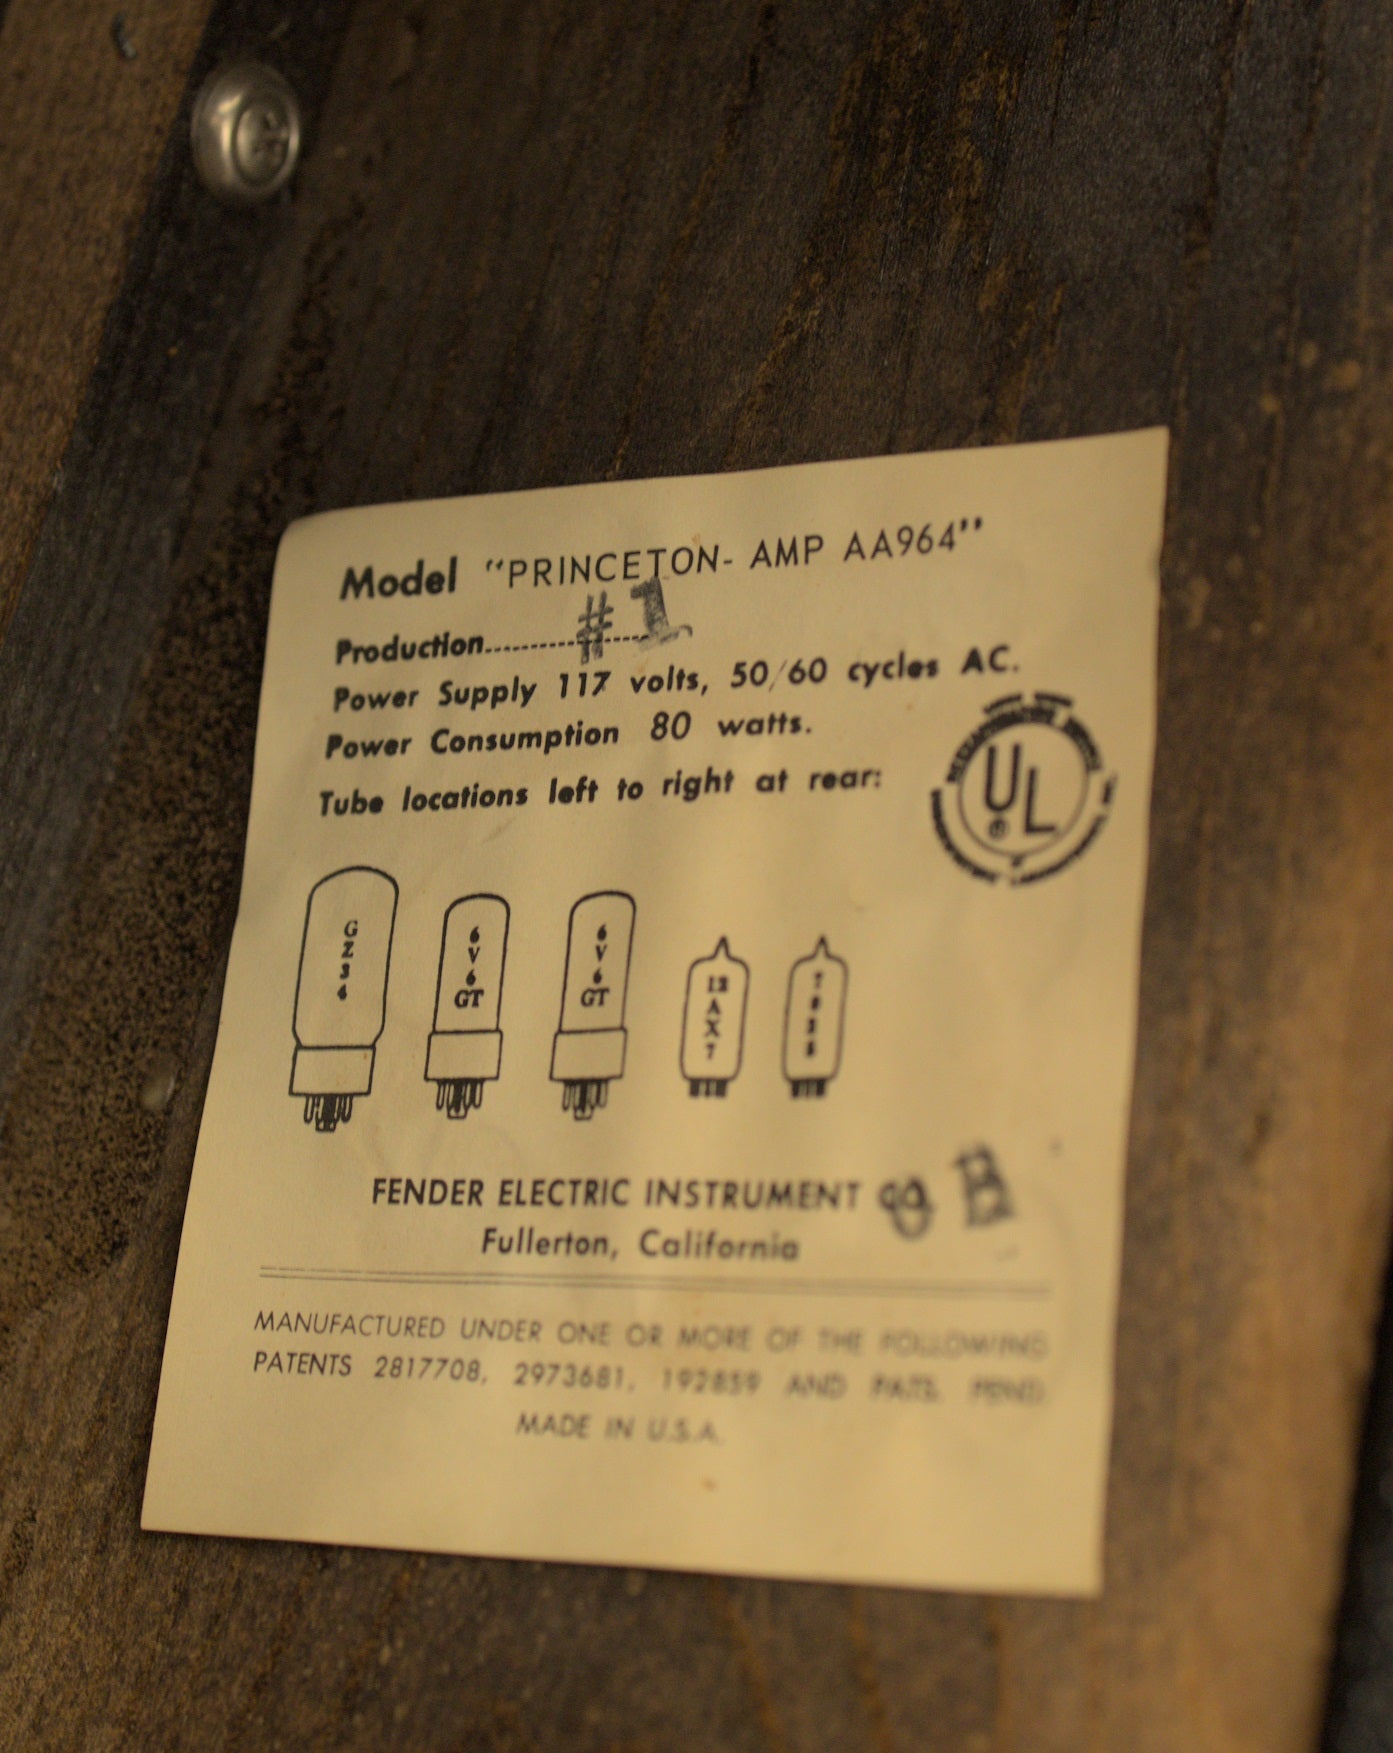 Model "PRINCETON- AMP AA964"
Production............#1
Power Supply 117 volts, 50/60 cycles AC.
Power Consumption 80 watts.
Tube locations left to right at rear:
UL
®
GZ34
6V6GT
6V6GT
12AX7
7025
FENDER ELECTRIC INSTRUMENT
Fullerton, California
MANUFACTURED UNDER ONE OR MORE OF THE FOLLOWING
PATENTS 2817708, 2973681, 192859 AND PATS. PEND.
MADE IN U.S.A.